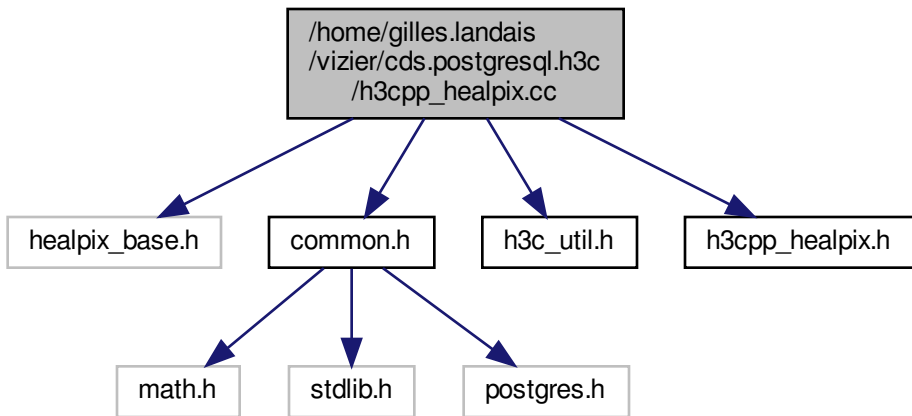 /home/gilles.landais
/vizier/cds.postgresql.h3c
/h3cpp_healpix.cc
healpix_base.h
common.h
h3c_util.h
h3cpp_healpix.h
math.h
stdlib.h
postgres.h